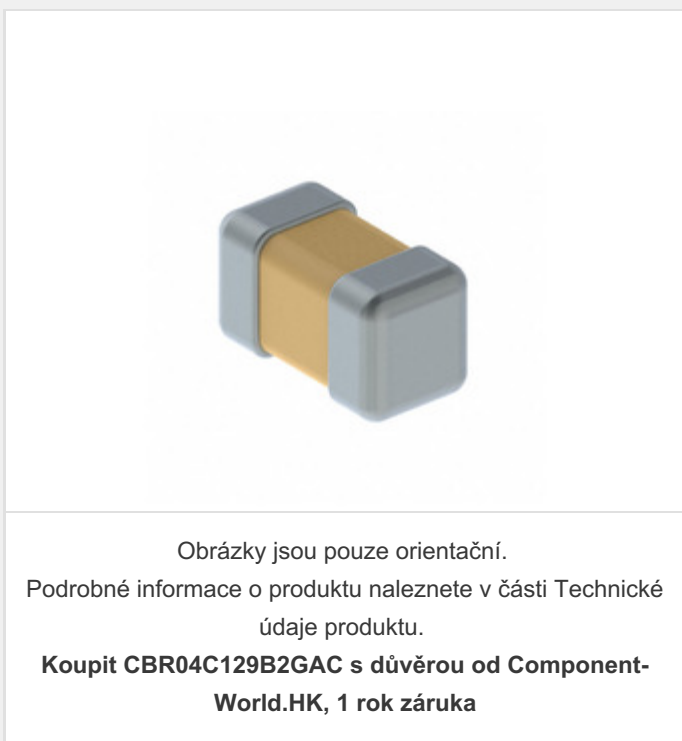 Obrázky jsou pouze orientační.
Podrobné informace o produktu naleznete v části Technické
údaje produktu.
Koupit CBR04C129B2GAC s důvěrou od Component-
World.HK, 1 rok záruka